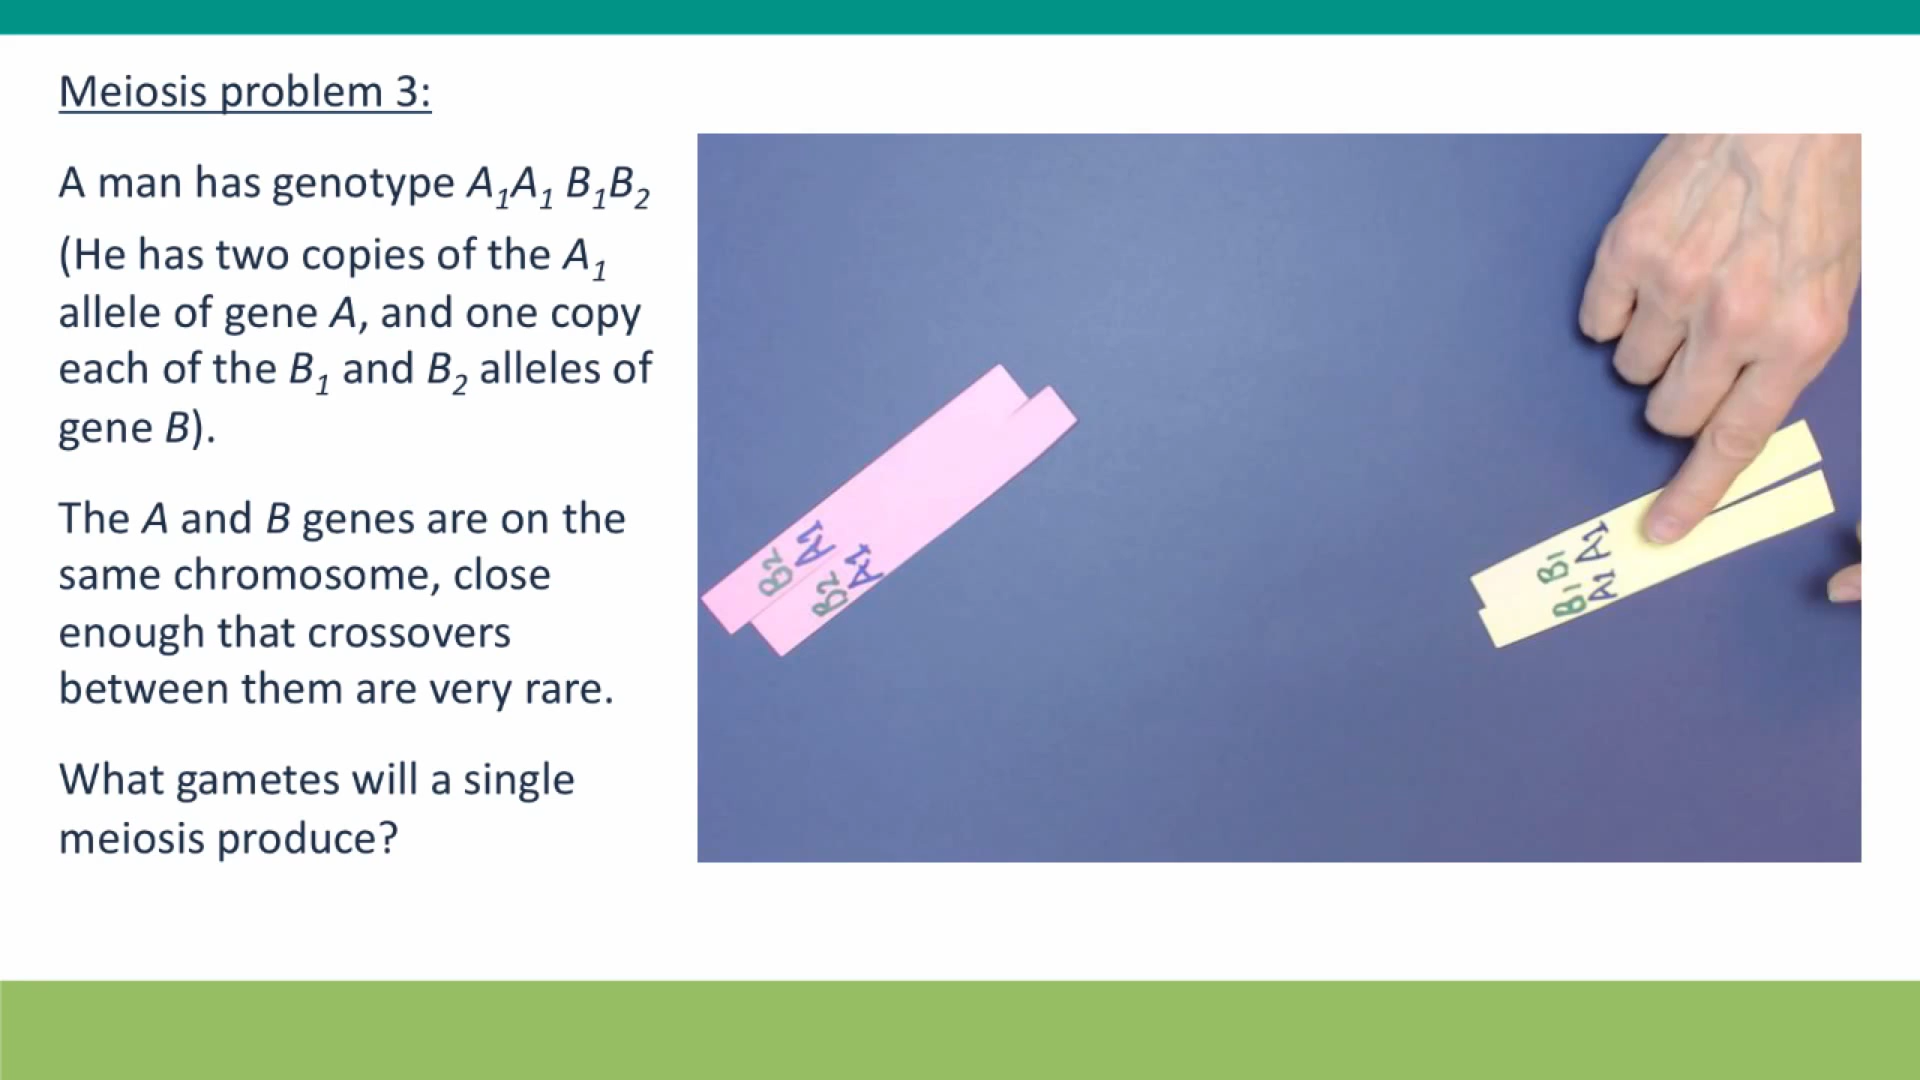 Meiosis problem 3:
A man has genotype A₁A₁ B₁B₂
(He has two copies of the A₁
allele of gene A, and one copy
each of the B₁ and B₂ alleles of
gene B).
The A and B genes are on the
same chromosome, close
enough that crossovers
between them are very rare.
What gametes will a single
meiosis produce?
B2 A1
B2 A1
B1 A1
B1 A1